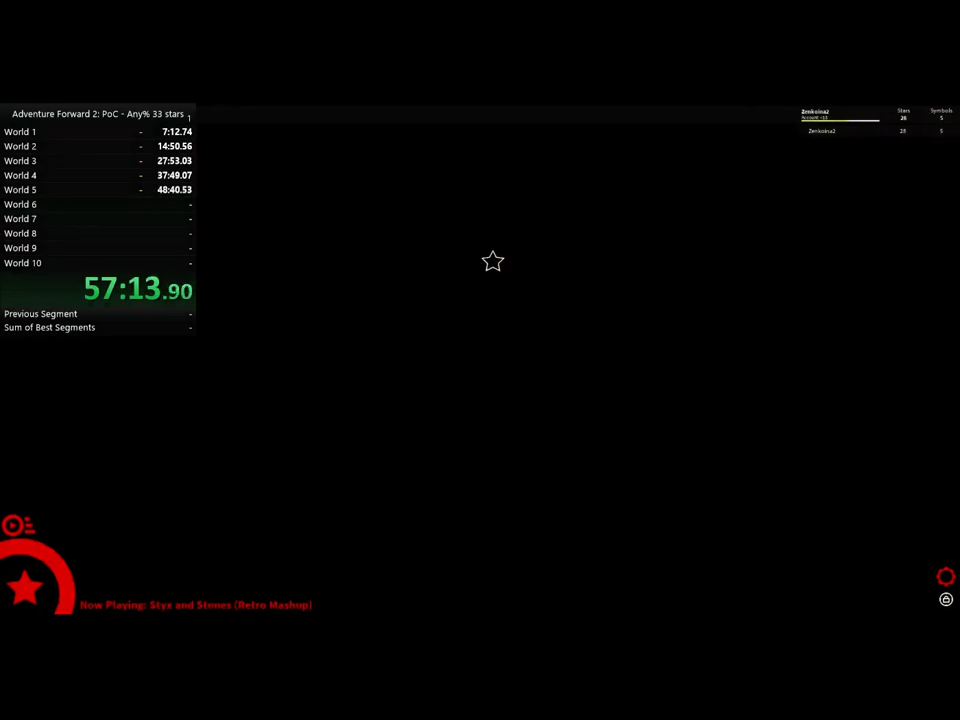 Adventure Forward 2: PoC - Any% 33 stars
1
World 1 - 7:12.74
World 2 - 14:50.56
World 3 - 27:53.03
World 4 - 37:49.07
World 5 - 48:40.53
World 6 -
World 7 -
World 8 -
World 9 -
World 10 -
57:13.90
Previous Segment -
Sum of Best Segments -
Zenkoina2 Stars Symbols
Account -13 28 5
Zenkoina2 28 5
Now Playing: Styx and Stones (Retro Mashup)